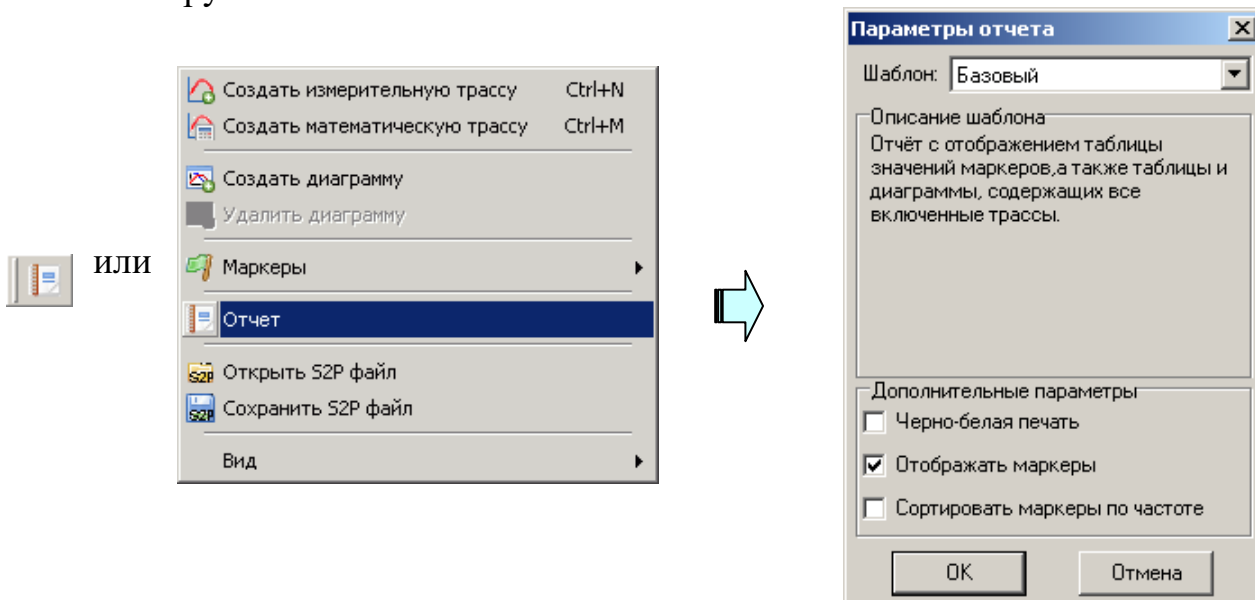 Создать измерительную трассу Ctrl+N
Создать математическую трассу Ctrl+M
Создать диаграмму
Удалить диаграмму
или
Маркеры
Отчет
Открыть S2P файл
Сохранить S2P файл
Вид
Параметры отчета
Шаблон: Базовый
Описание шаблона
Отчёт с отображением таблицы
значений маркеров,а также таблицы и
диаграммы, содержащих все
включенные трассы.
Дополнительные параметры
Черно-белая печать
Отображать маркеры
Сортировать маркеры по частоте
OK Отмена